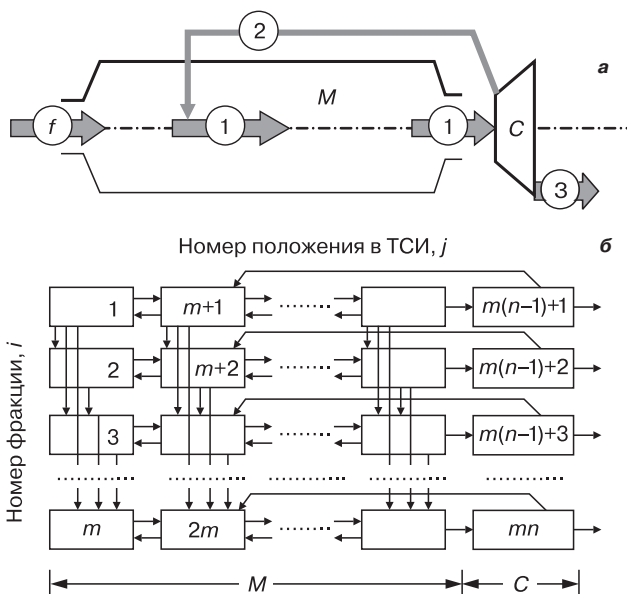 2
а
M
f
1
1
C
3
Номер положения в ТСИ, j
б
Номер фракции, i
1
m+1
m(n−1)+1
2
m+2
m(n−1)+2
3
m(n−1)+3
m
2m
mn
M
C